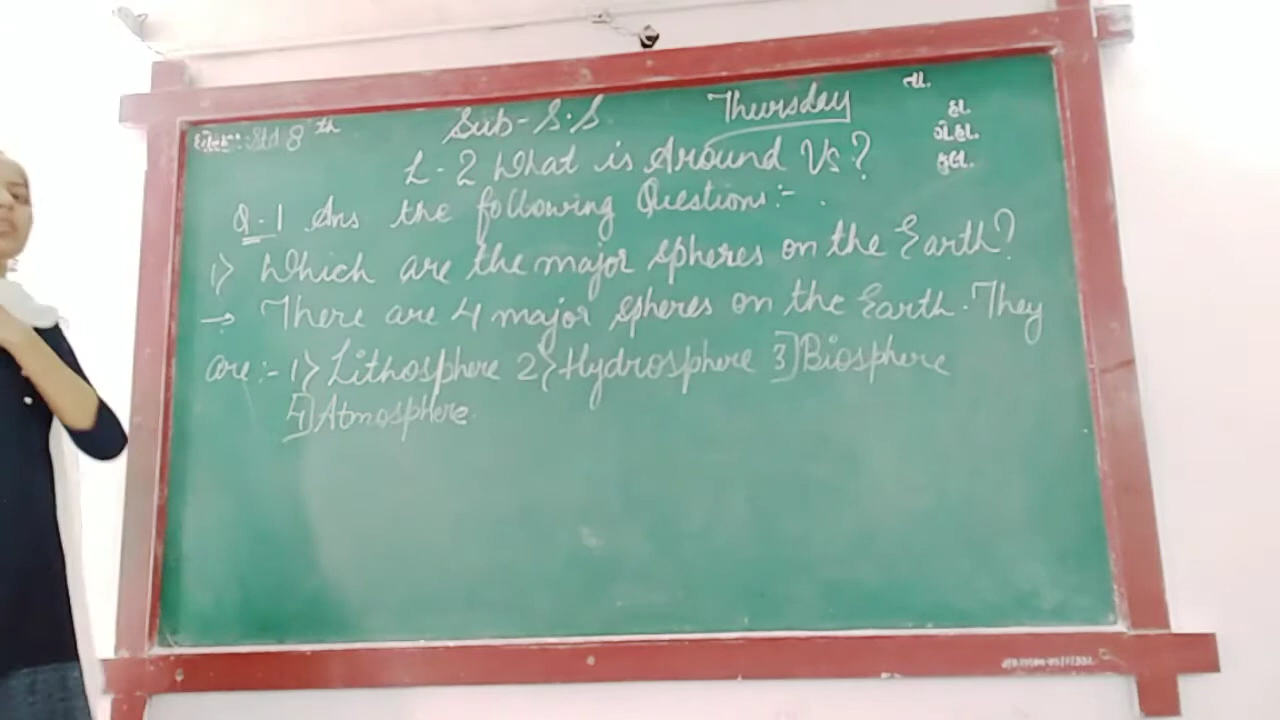 Std 8th
Sub - S.S
Thursday
તા.
હા.
ગે.હા.
કુલ.
L - 2 What is Around Us?
Q - 1 Ans the following Questions :-
1) Which are the major spheres on the Earth?
→ There are 4 major spheres on the Earth. They
are :- 1) Lithosphere 2) Hydrosphere 3] Biosphere
4] Atmosphere.